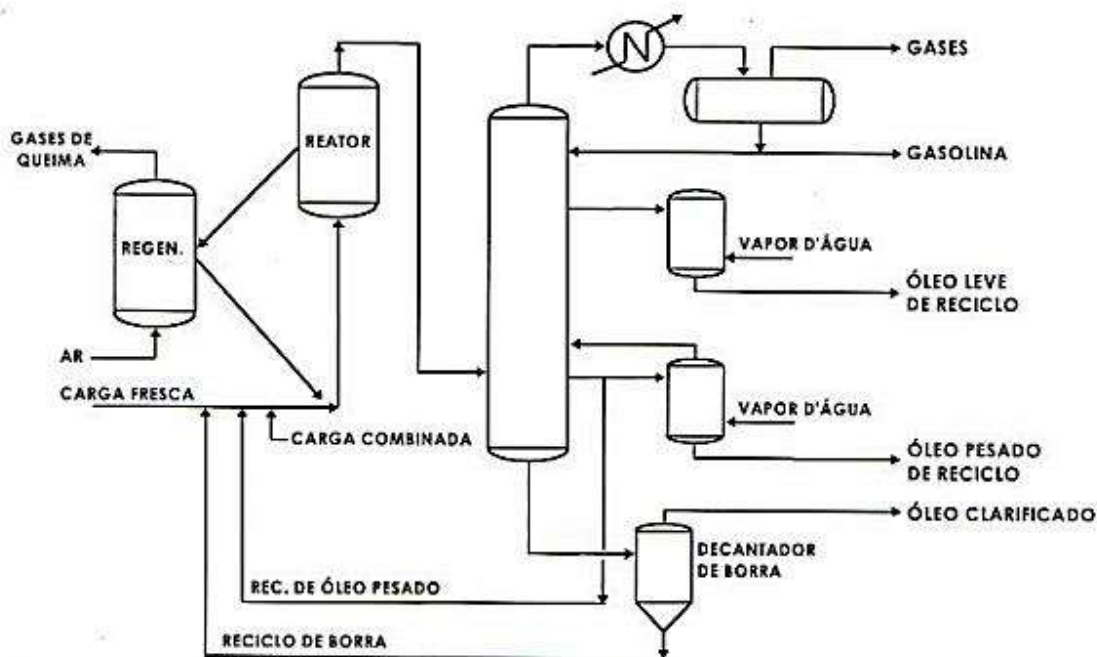 GASES
GASOLINA
GASES DE
QUEIMA
REATOR
REGEN.
VAPOR D'ÁGUA
ÓLEO LEVE
DE RECICLO
AR
CARGA FRESCA
CARGA COMBINADA
VAPOR D'ÁGUA
ÓLEO PESADO
DE RECICLO
ÓLEO CLARIFICADO
DECANTADOR
DE BORRA
REC. DE ÓLEO PESADO
RECICLO DE BORRA